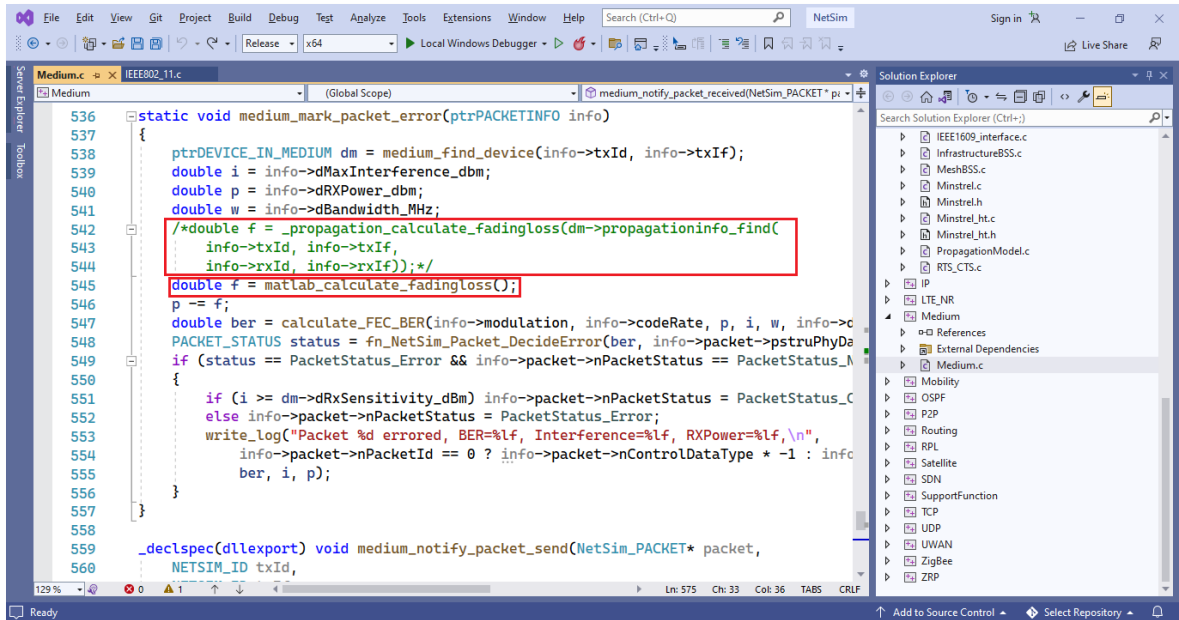 File Edit View Git Project Build Debug Test Analyze Tools Extensions Window Help Search (Ctrl+Q) NetSim Sign in
Release x64 Local Windows Debugger Live Share
Server Explorer
Toolbox
Medium.c IEEE802_11.c
Medium (Global Scope) medium_notify_packet_received(NetSim_PACKET* pa
536 static void medium_mark_packet_error(ptrPACKETINFO info)
537 {
538 ptrDEVICE_IN_MEDIUM dm = medium_find_device(info->txId, info->txIf);
539 double i = info->dMaxInterference_dbm;
540 double p = info->dRXPower_dbm;
541 double w = info->dBandwidth_MHz;
542 /*double f = _propagation_calculate_fadingloss(dm->propagationinfo_find(
543 info->txId, info->txIf,
544 info->rxId, info->rxIf));*/
545 double f = matlab_calculate_fadingloss();
546 p -= f;
547 double ber = calculate_FEC_BER(info->modulation, info->codeRate, p, i, w, info->d
548 PACKET_STATUS status = fn_NetSim_Packet_DecideError(ber, info->packet->pstruPhyDa
549 if (status == PacketStatus_Error && info->packet->nPacketStatus == PacketStatus_N
550 {
551 if (i >= dm->dRxSensitivity_dBm) info->packet->nPacketStatus = PacketStatus_C
552 else info->packet->nPacketStatus = PacketStatus_Error;
553 write_log("Packet %d errored, BER=%lf, Interference=%lf, RXPower=%lf,\n",
554 info->packet->nPacketId == 0 ? info->packet->nControlDataType * -1 : info
555 ber, i, p);
556 }
557 }
558
559 _declspec(dllexport) void medium_notify_packet_send(NetSim_PACKET* packet,
560 NETSIM_ID txId,
129 % 0 1 Ln: 575 Ch: 33 Col: 36 TABS CRLF
Solution Explorer
Search Solution Explorer (Ctrl+;)
IEEE1609_interface.c
InfrastructureBSS.c
MeshBSS.c
Minstrel.c
Minstrel.h
Minstrel_ht.c
Minstrel_ht.h
PropagationModel.c
RTS_CTS.c
IP
LTE_NR
Medium
References
External Dependencies
Medium.c
Mobility
OSPF
P2P
Routing
RPL
Satellite
SDN
SupportFunction
TCP
UDP
UWAN
ZigBee
ZRP
Ready Add to Source Control Select Repository